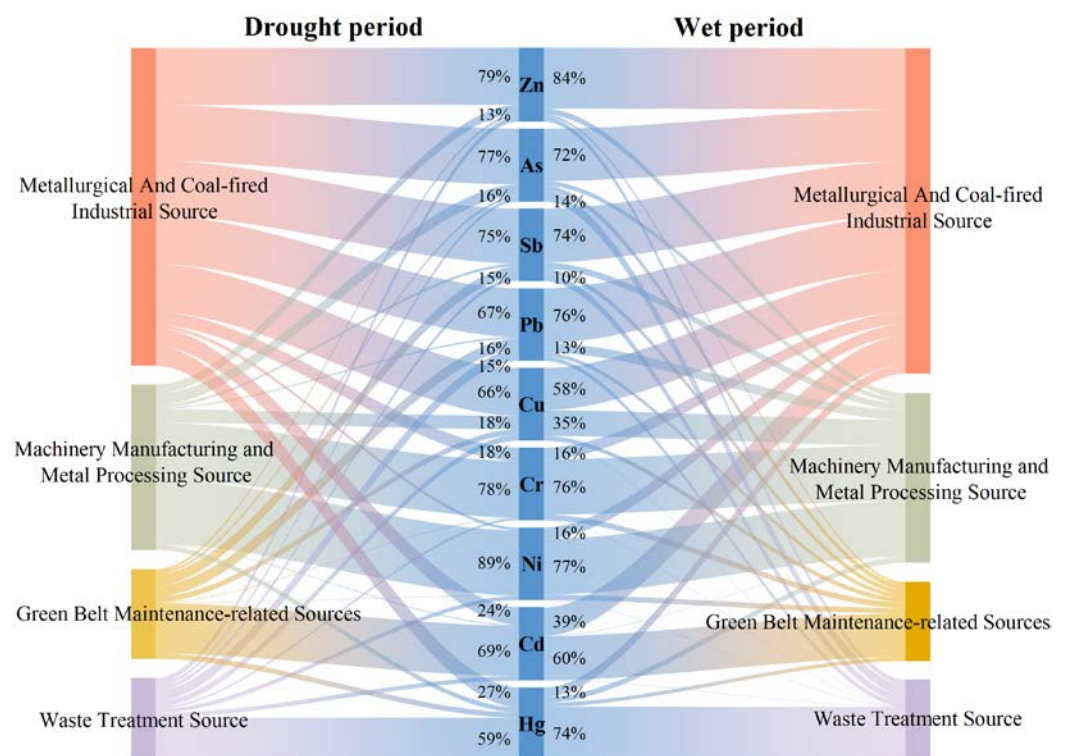 Drought period
Wet period
79%
Zn
84%
13%
As
77%
72%
Metallurgical And Coal-fired
Industrial Source
Metallurgical And Coal-fired
Industrial Source
16%
14%
75%
Sb
74%
15%
10%
67%
Pb
76%
16%
13%
15%
66%
Cu
58%
18%
35%
Machinery Manufacturing and
Metal Processing Source
18%
16%
Machinery Manufacturing and
Metal Processing Source
78%
Cr
76%
16%
89%
Ni
77%
24%
39%
Green Belt Maintenance-related Sources
Green Belt Maintenance-related Sources
69%
Cd
60%
27%
13%
Waste Treatment Source
Hg
Waste Treatment Source
59%
74%